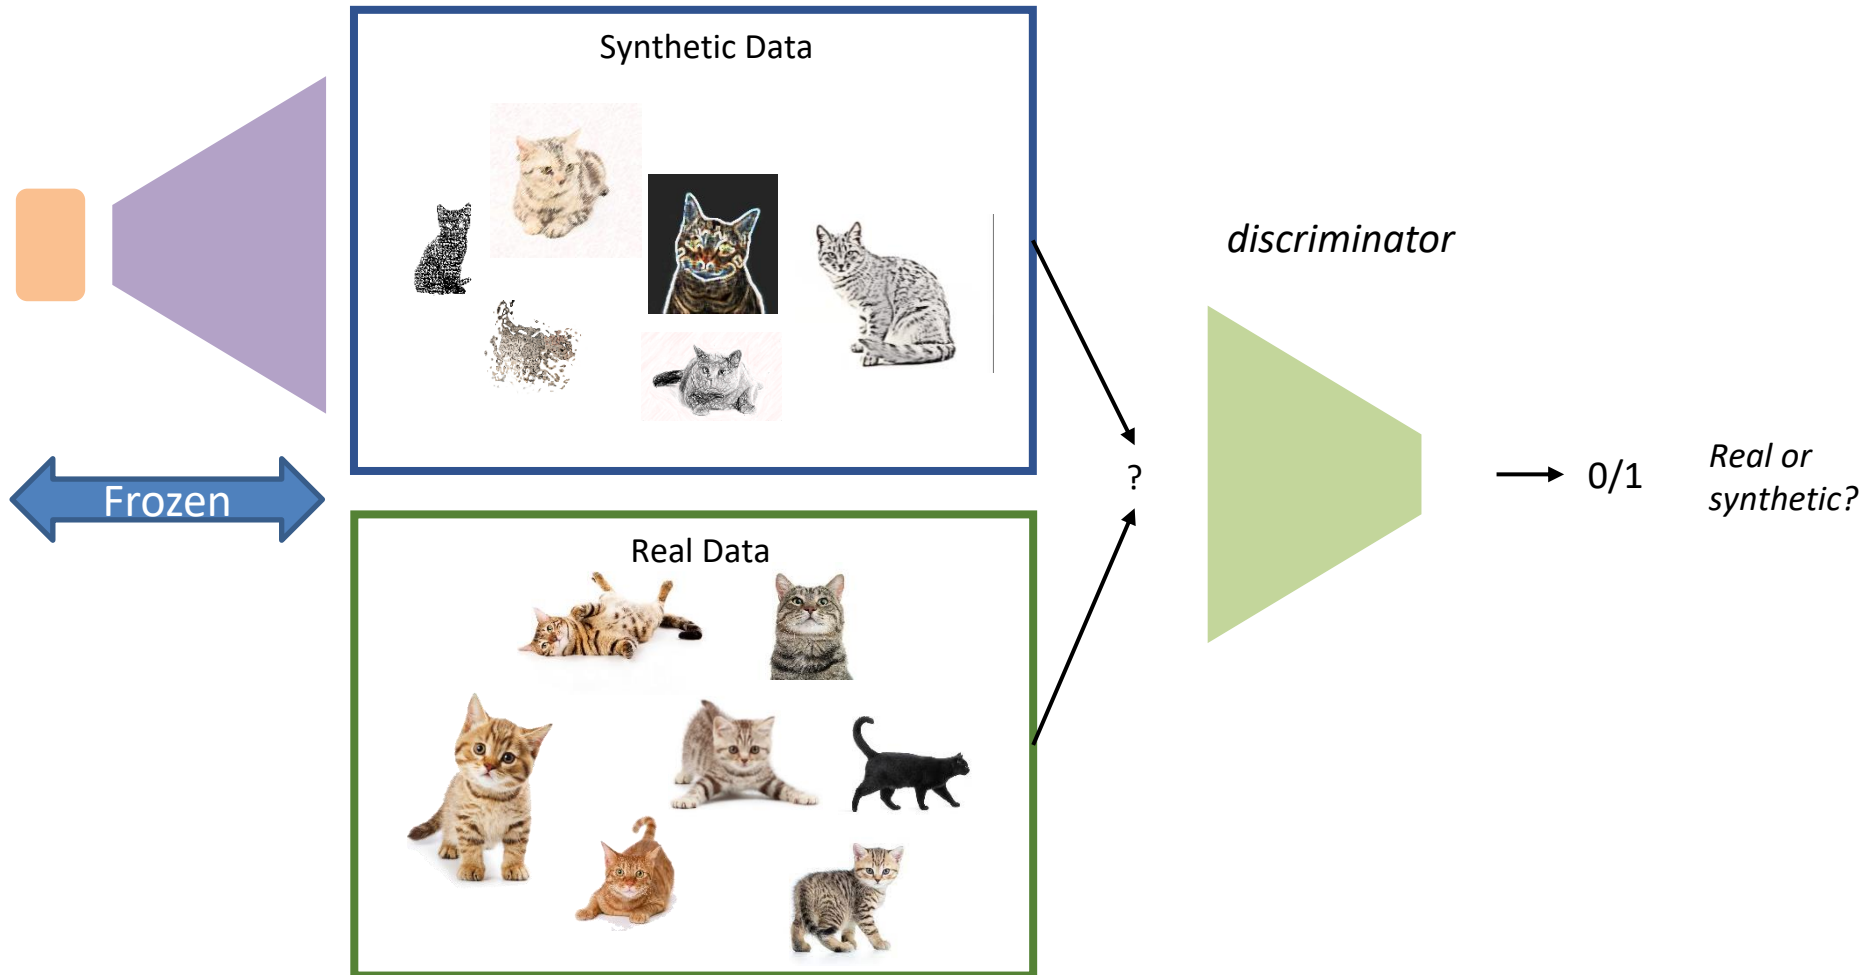 Synthetic Data
discriminator
Frozen
?
0/1
Real or
synthetic?
Real Data